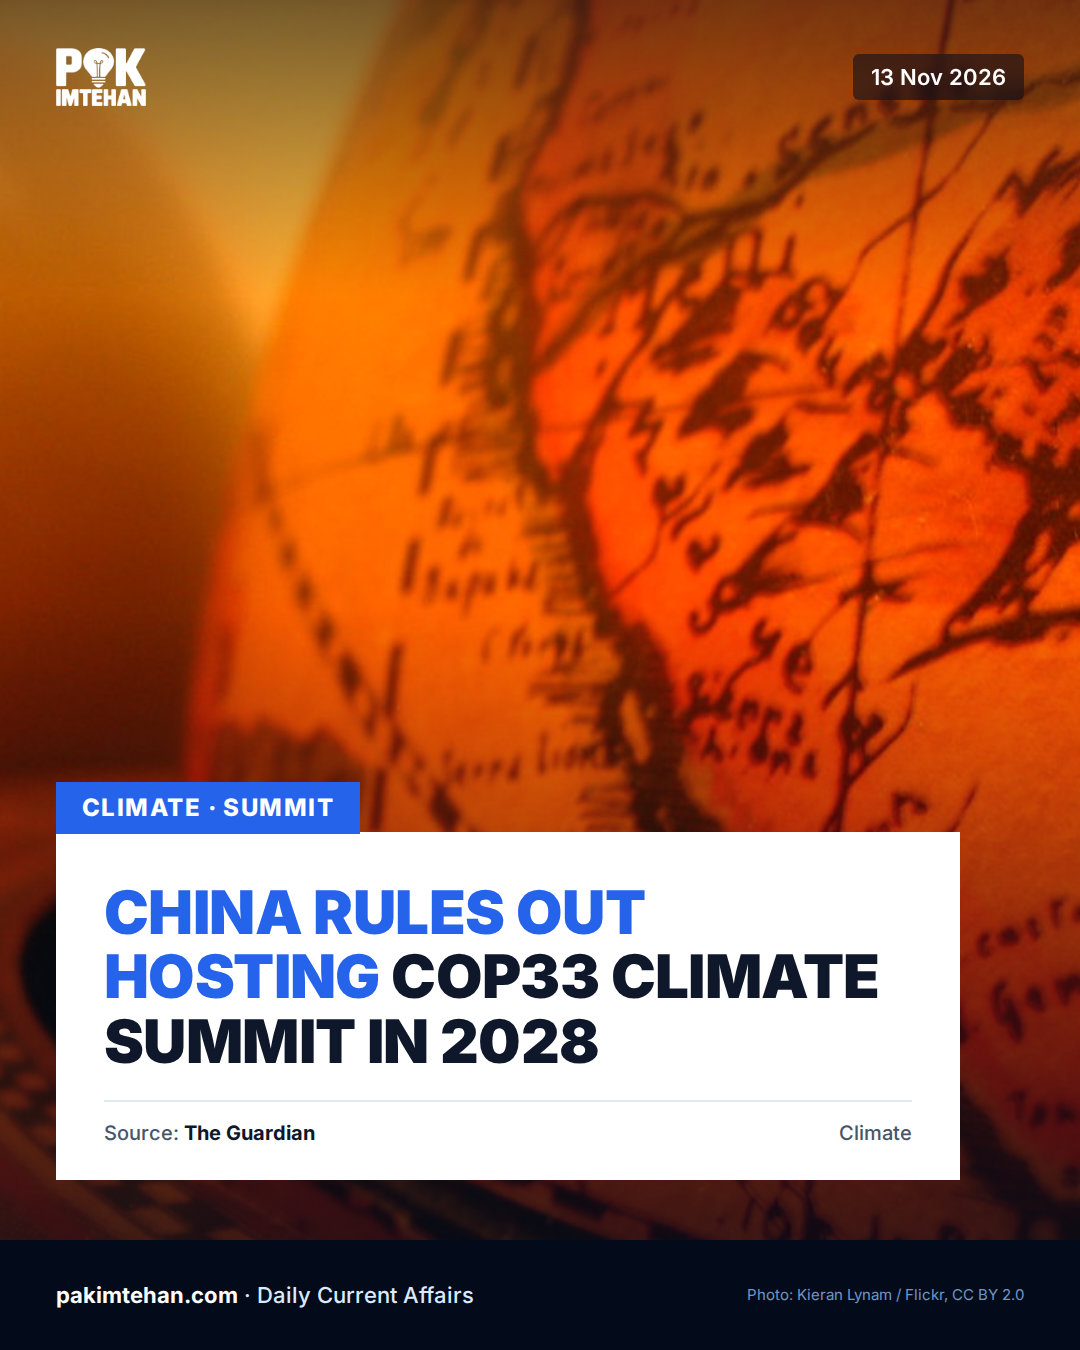 P K
IMTEHAN
13 Nov 2026
CLIMATE · SUMMIT
CHINA RULES OUT
HOSTING COP33 CLIMATE
SUMMIT IN 2028
Source: The Guardian
Climate
pakimtehan.com · Daily Current Affairs
Photo: Kieran Lynam / Flickr, CC BY 2.0